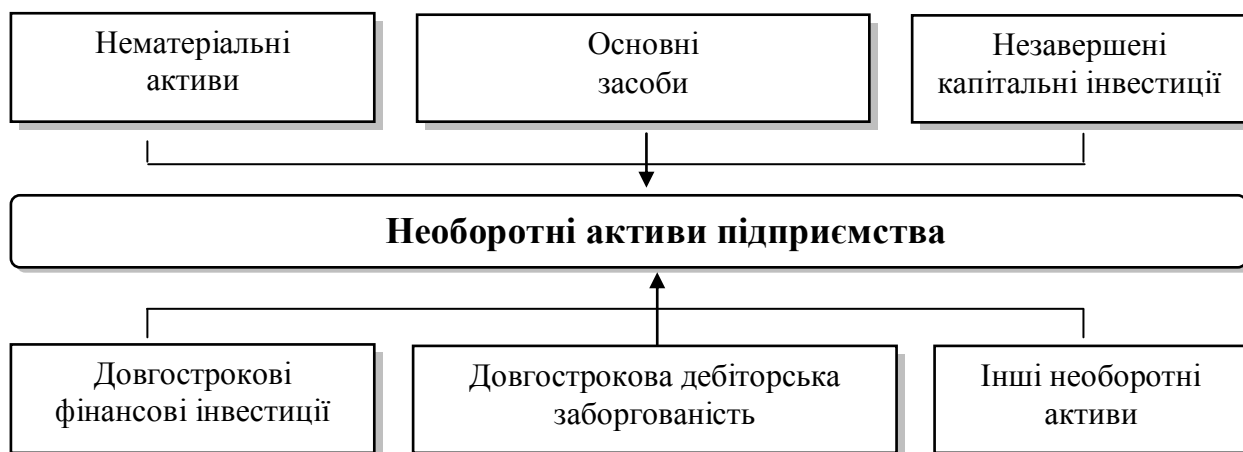 Нематеріальні
активи
Основні
засоби
Незавершені
капітальні інвестиції
Необоротні активи підприємства
Довгострокові
фінансові інвестиції
Довгострокова дебіторська
заборгованість
Інші необоротні
активи